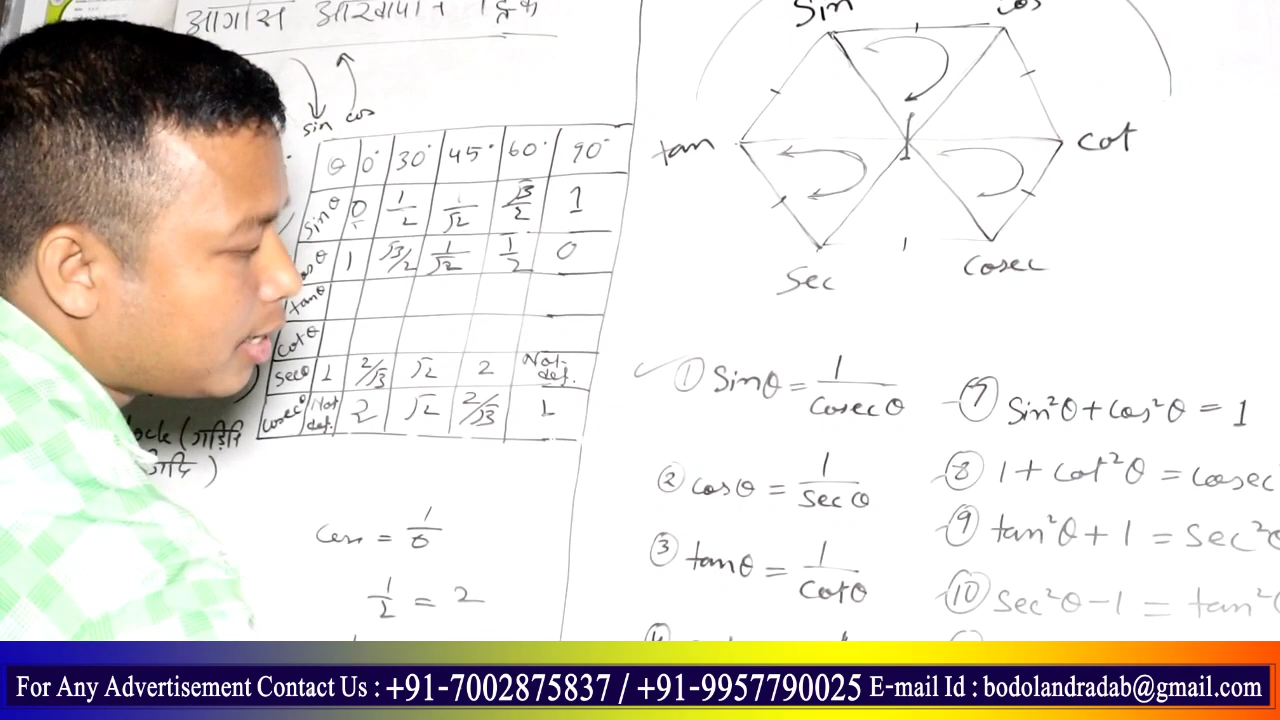 आगांस आखायान
sin cos
θ 0° 30° 45° 60° 90°
sinθ 0 1/2 1/√2 √3/2 1
cosθ 1 √3/2 1/√2 1/2 0
tanθ
cotθ
secθ 1 2/√3 √2 2 Not def.
cosecθ Not def. 2 √2 2/√3 1
= 1/0
1/2 = 2
Sin cos
tan 1 cot
Sec Cosec
① Sinθ = 1/Cosecθ
② Cosθ = 1/Secθ
③ tanθ = 1/Cotθ
⑦ Sin²θ + Cos²θ = 1
⑧ 1 + Cot²θ = Cosec
⑨ tan²θ + 1 = Sec²θ
⑩ Sec²θ - 1 = tan²
For Any Advertisement Contact Us : +91-7002875837 / +91-9957790025 E-mail Id : bodolandradab@gmail.com